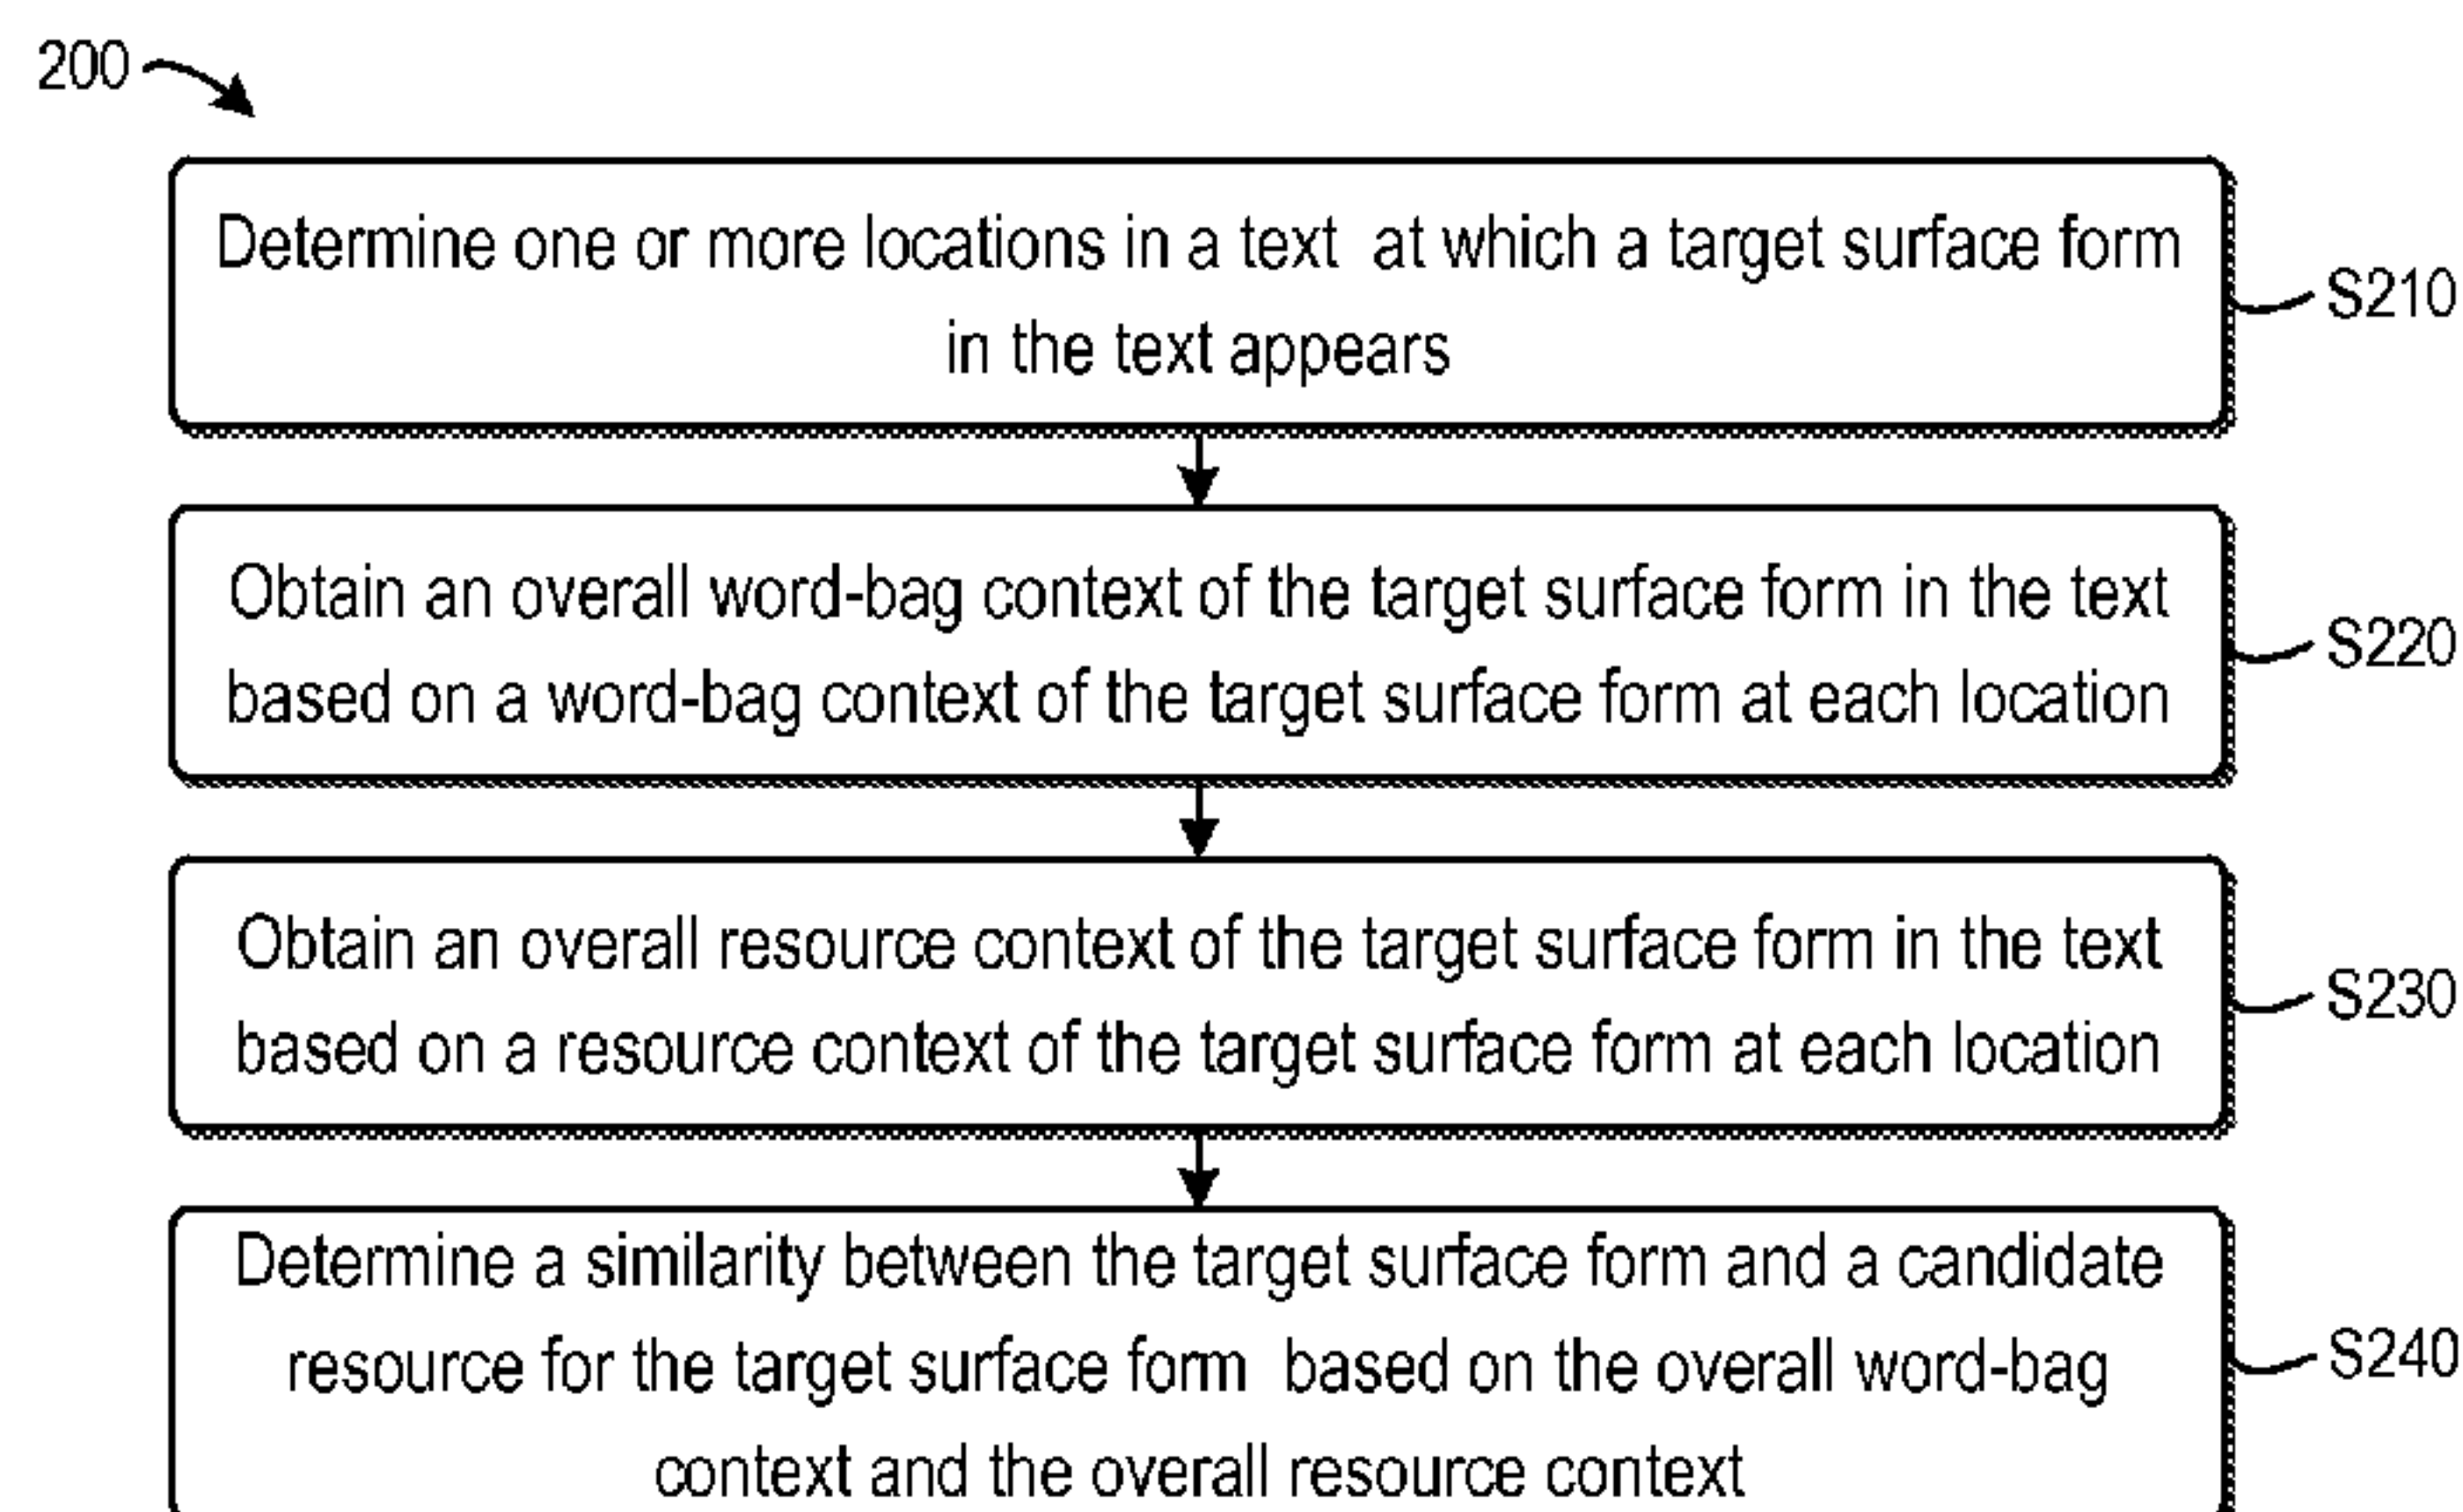 200
Determine one or more locations in a text at which a target surface form
in the text appears
S210
Obtain an overall word-bag context of the target surface form in the text
based on a word-bag context of the target surface form at each location
S220
Obtain an overall resource context of the target surface form in the text
based on a resource context of the target surface form at each location
S230
Determine a similarity between the target surface form and a candidate
resource for the target surface form based on the overall word-bag
context and the overall resource context
S240